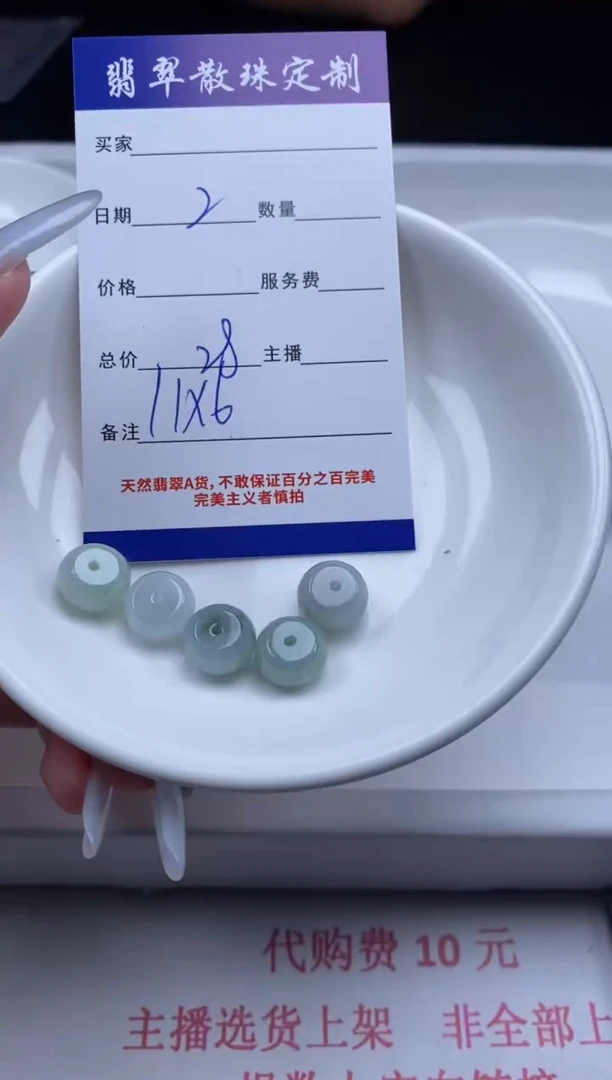 翡翠散珠定制
买家
日期 2 数量
价格 服务费
总价 28 主播
备注 11X6
天然翡翠A货,不敢保证百分之百完美
完美主义者慎拍
代购费 10 元
主播选货上架 非全部上